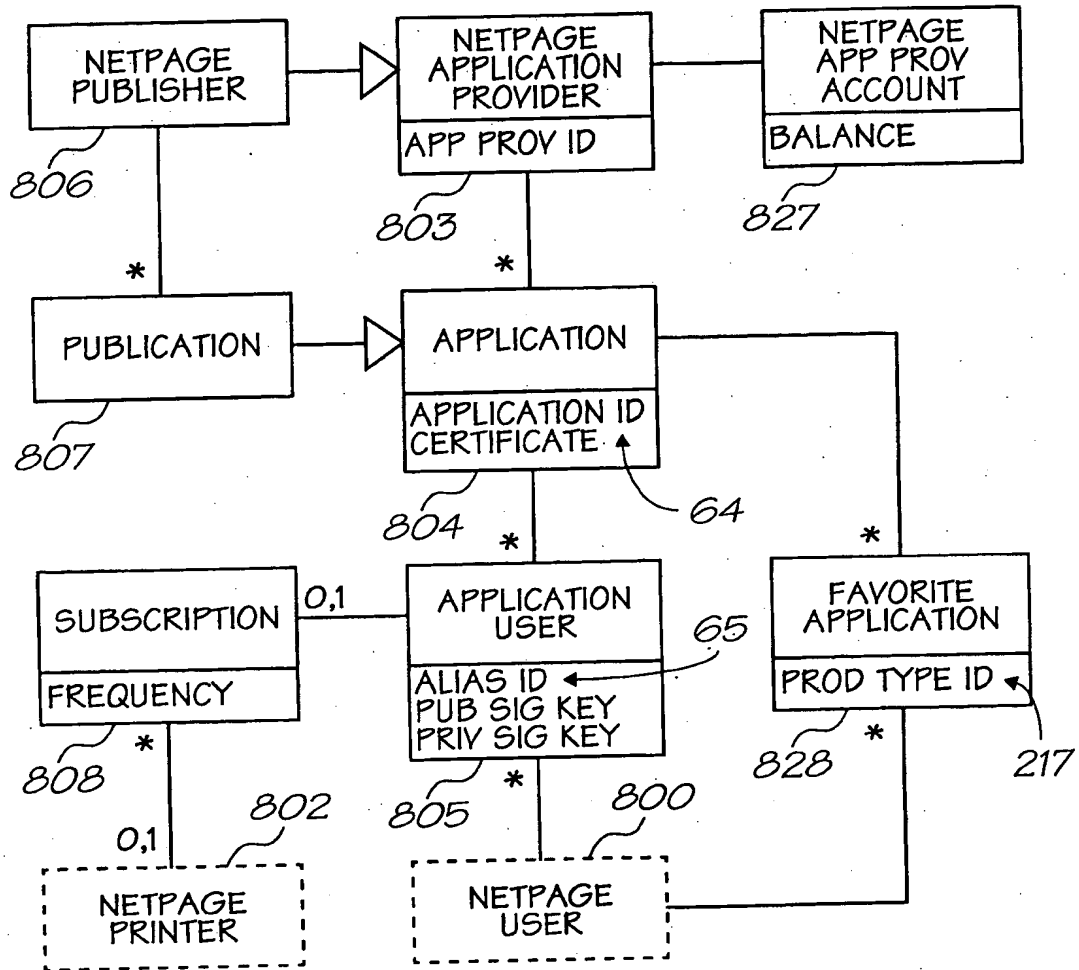 NETPAGE
PUBLISHER
NETPAGE
APPLICATION
PROVIDER
APP PROV ID
NETPAGE
APP PROV
ACCOUNT
BALANCE
806
803
827
*
*
PUBLICATION
APPLICATION
APPLICATION ID
CERTIFICATE
807
804
64
*
*
SUBSCRIPTION
FREQUENCY
0,1
APPLICATION
USER
ALIAS ID
PUB SIG KEY
PRIV SIG KEY
65
FAVORITE
APPLICATION
PROD TYPE ID
808
*
805
*
828
*
217
802
800
0,1
NETPAGE
PRINTER
NETPAGE
USER